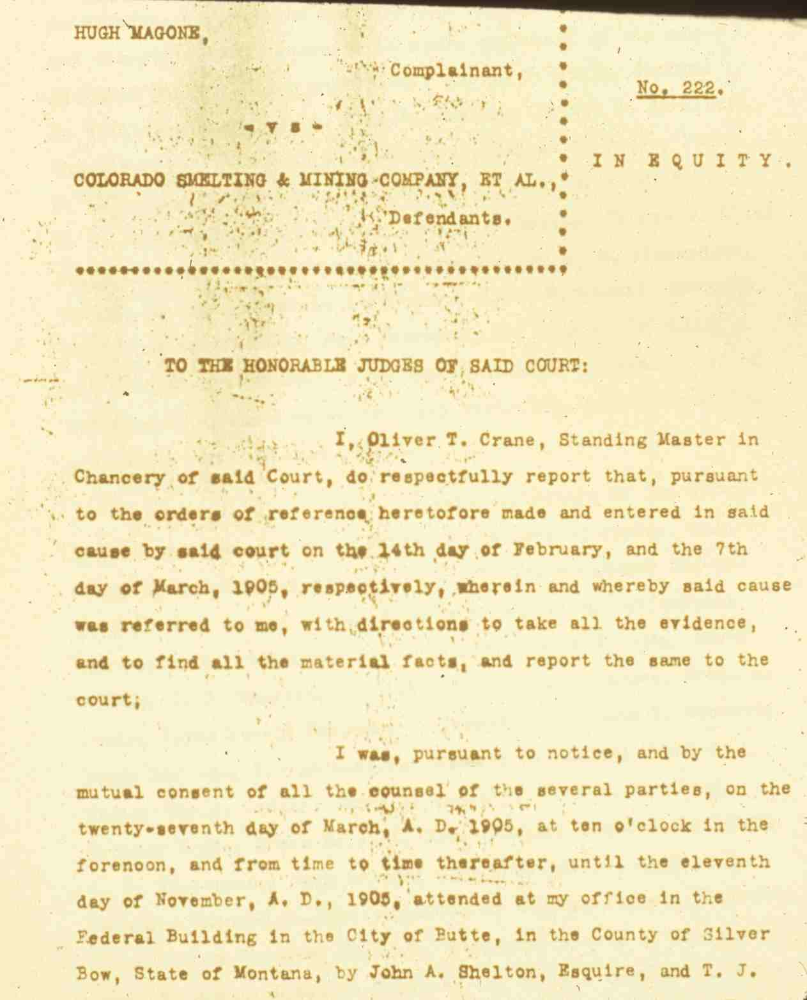 HUGH MAGONE,
Complainant,
No. 222.
- v s -
I N  E Q U I T Y .
COLORADO SMELTING & MINING COMPANY, ET AL.,
Defendants.
TO THE HONORABLE JUDGES OF SAID COURT:
I, Oliver T. Crane, Standing Master in
Chancery of said Court, do respectfully report that, pursuant
to the orders of reference heretofore made and entered in said
cause by said court on the 14th day of February, and the 7th
day of March, 1905, respectively, wherein and whereby said cause
was referred to me, with directions to take all the evidence,
and to find all the material facts, and report the same to the
court;
I was, pursuant to notice, and by the
mutual consent of all the counsel of the several parties, on the
twenty-seventh day of March, A. D. 1905, at ten o'clock in the
forenoon, and from time to time thereafter, until the eleventh
day of November, A. D., 1905, attended at my office in the
Federal Building in the City of Butte, in the County of Silver
Bow, State of Montana, by John A. Shelton, Esquire, and T. J.